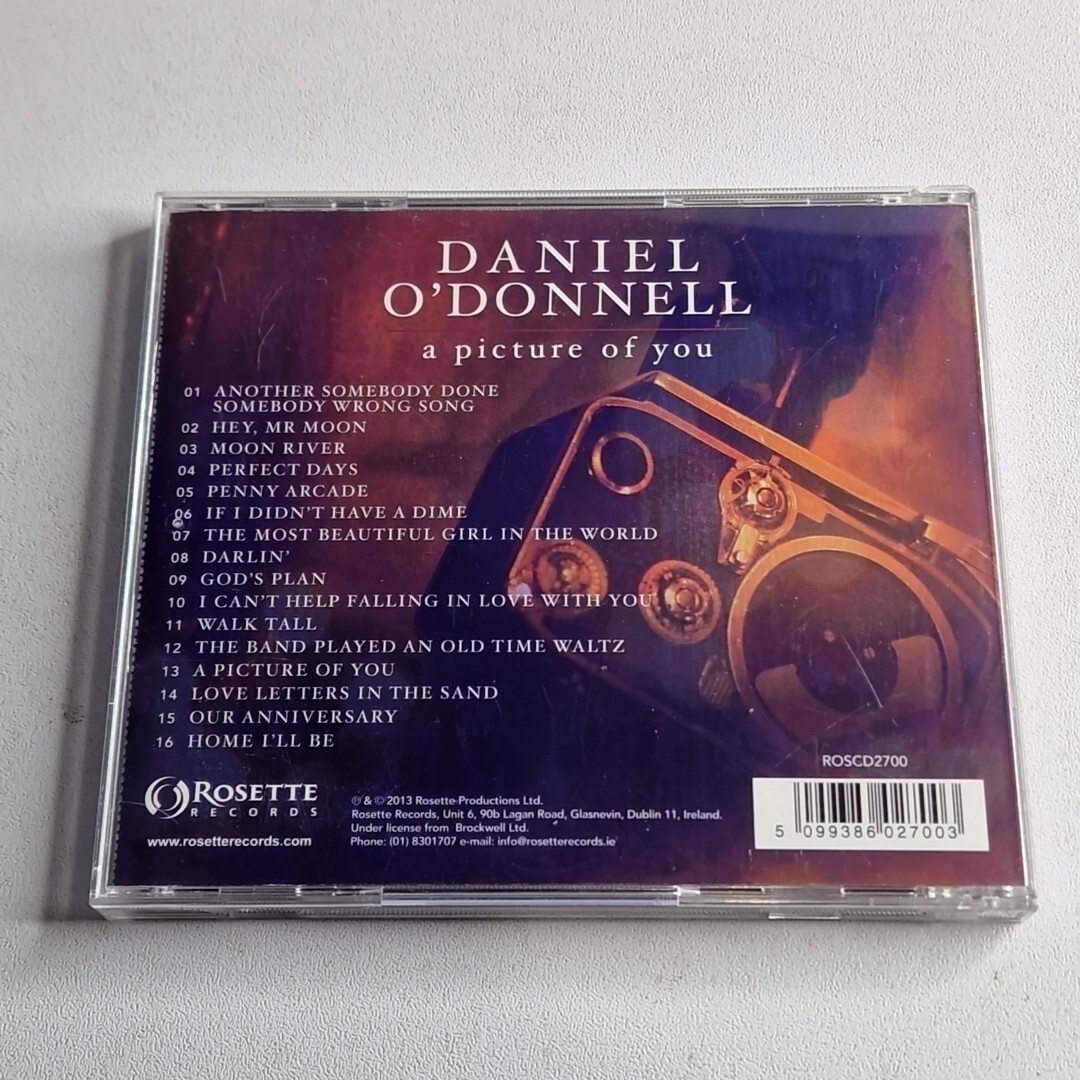 DANIEL
O'DONNELL
a picture of you
01 ANOTHER SOMEBODY DONE
SOMEBODY WRONG SONG
02 HEY, MR MOON
03 MOON RIVER
04 PERFECT DAYS
05 PENNY ARCADE
06 IF I DIDN'T HAVE A DIME
07 THE MOST BEAUTIFUL GIRL IN THE WORLD
08 DARLIN'
09 GOD'S PLAN
10 I CAN'T HELP FALLING IN LOVE WITH YOU
11 WALK TALL
12 THE BAND PLAYED AN OLD TIME WALTZ
13 A PICTURE OF YOU
14 LOVE LETTERS IN THE SAND
15 OUR ANNIVERSARY
16 HOME I'LL BE
ROSETTE
RECORDS
www.rosetterecords.com
℗ & © 2013 Rosette Productions Ltd.
Rosette Records, Unit 6, 90b Lagan Road, Glasnevin, Dublin 11, Ireland.
Under license from Brockwell Ltd.
Phone: (01) 8301707 e-mail: info@rosetterecords.ie
ROSCD2700
5 099386 027003